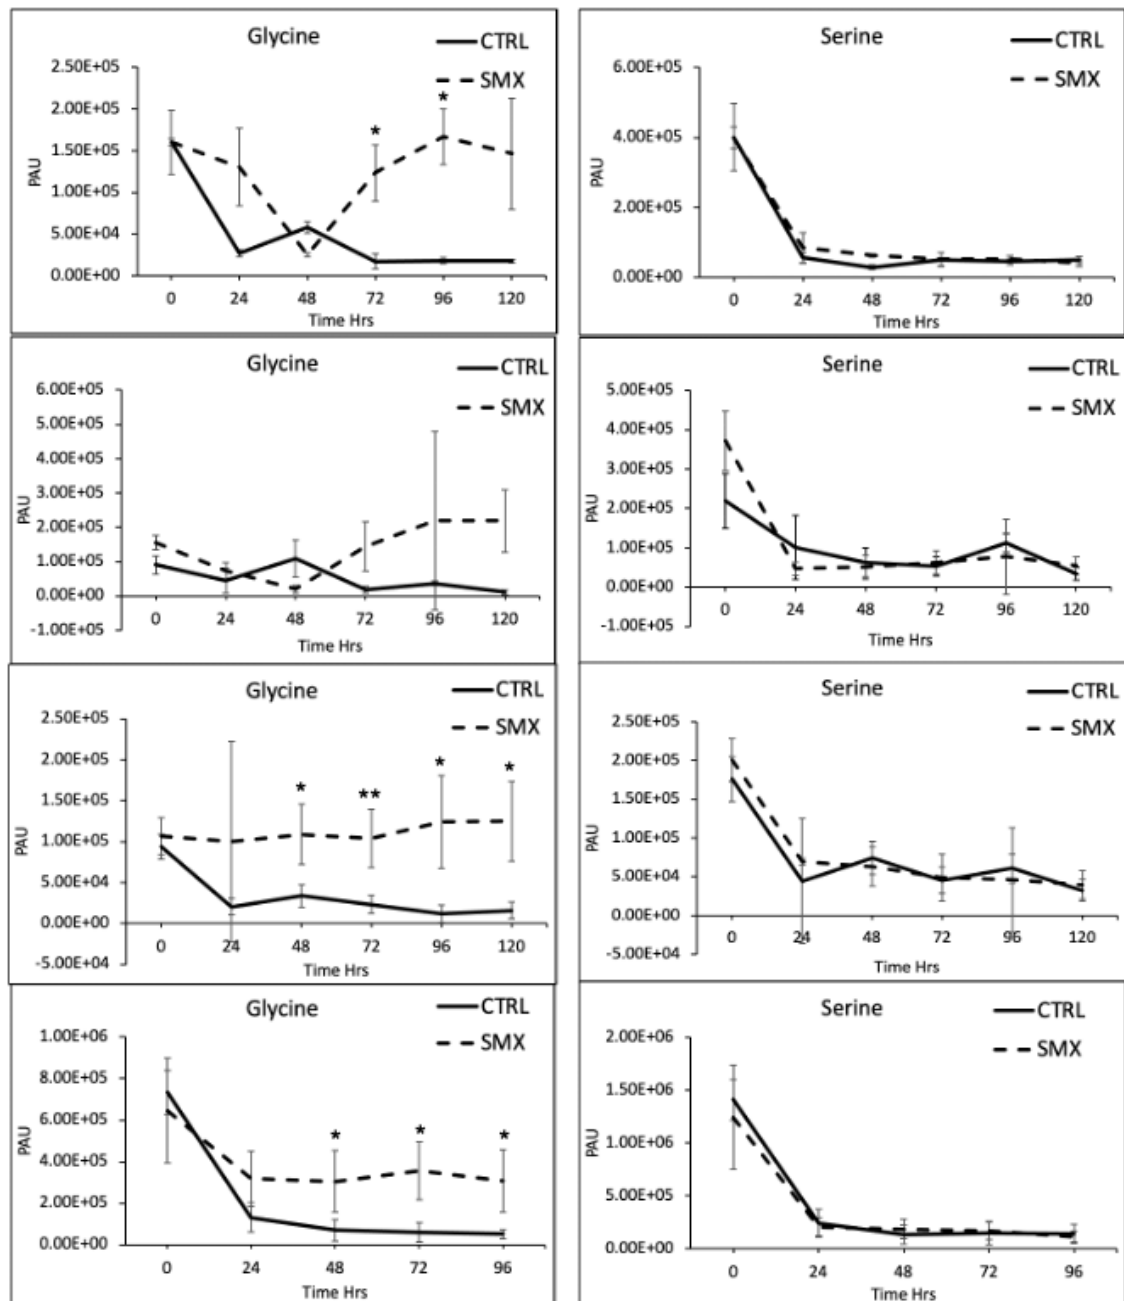 Glycine
CTRL
SMX
2.50E+05
2.00E+05
1.50E+05
1.00E+05
5.00E+04
0.00E+00
PAU
* *
0 24 48 72 96 120
Time Hrs
Serine
CTRL
SMX
6.00E+05
4.00E+05
2.00E+05
0.00E+00
PAU
0 24 48 72 96 120
Time Hrs
Glycine
CTRL
SMX
6.00E+05
5.00E+05
4.00E+05
3.00E+05
2.00E+05
1.00E+05
0.00E+00
-1.00E+05
PAU
0 24 48 72 96 120
Time Hrs
Serine
CTRL
SMX
5.00E+05
4.00E+05
3.00E+05
2.00E+05
1.00E+05
0.00E+00
-1.00E+05
PAU
0 24 48 72 96 120
Time Hrs
Glycine
CTRL
SMX
2.50E+05
2.00E+05
1.50E+05
1.00E+05
5.00E+04
0.00E+00
-5.00E+04
PAU
* ** * *
0 24 48 72 96 120
Time Hrs
Serine
CTRL
SMX
2.50E+05
2.00E+05
1.50E+05
1.00E+05
5.00E+04
0.00E+00
-5.00E+04
PAU
0 24 48 72 96 120
Time Hrs
Glycine
CTRL
SMX
1.00E+06
8.00E+05
6.00E+05
4.00E+05
2.00E+05
0.00E+00
PAU
* * *
0 24 48 72 96
Time Hrs
Serine
CTRL
SMX
2.00E+06
1.50E+06
1.00E+06
5.00E+05
0.00E+00
PAU
0 24 48 72 96
Time Hrs